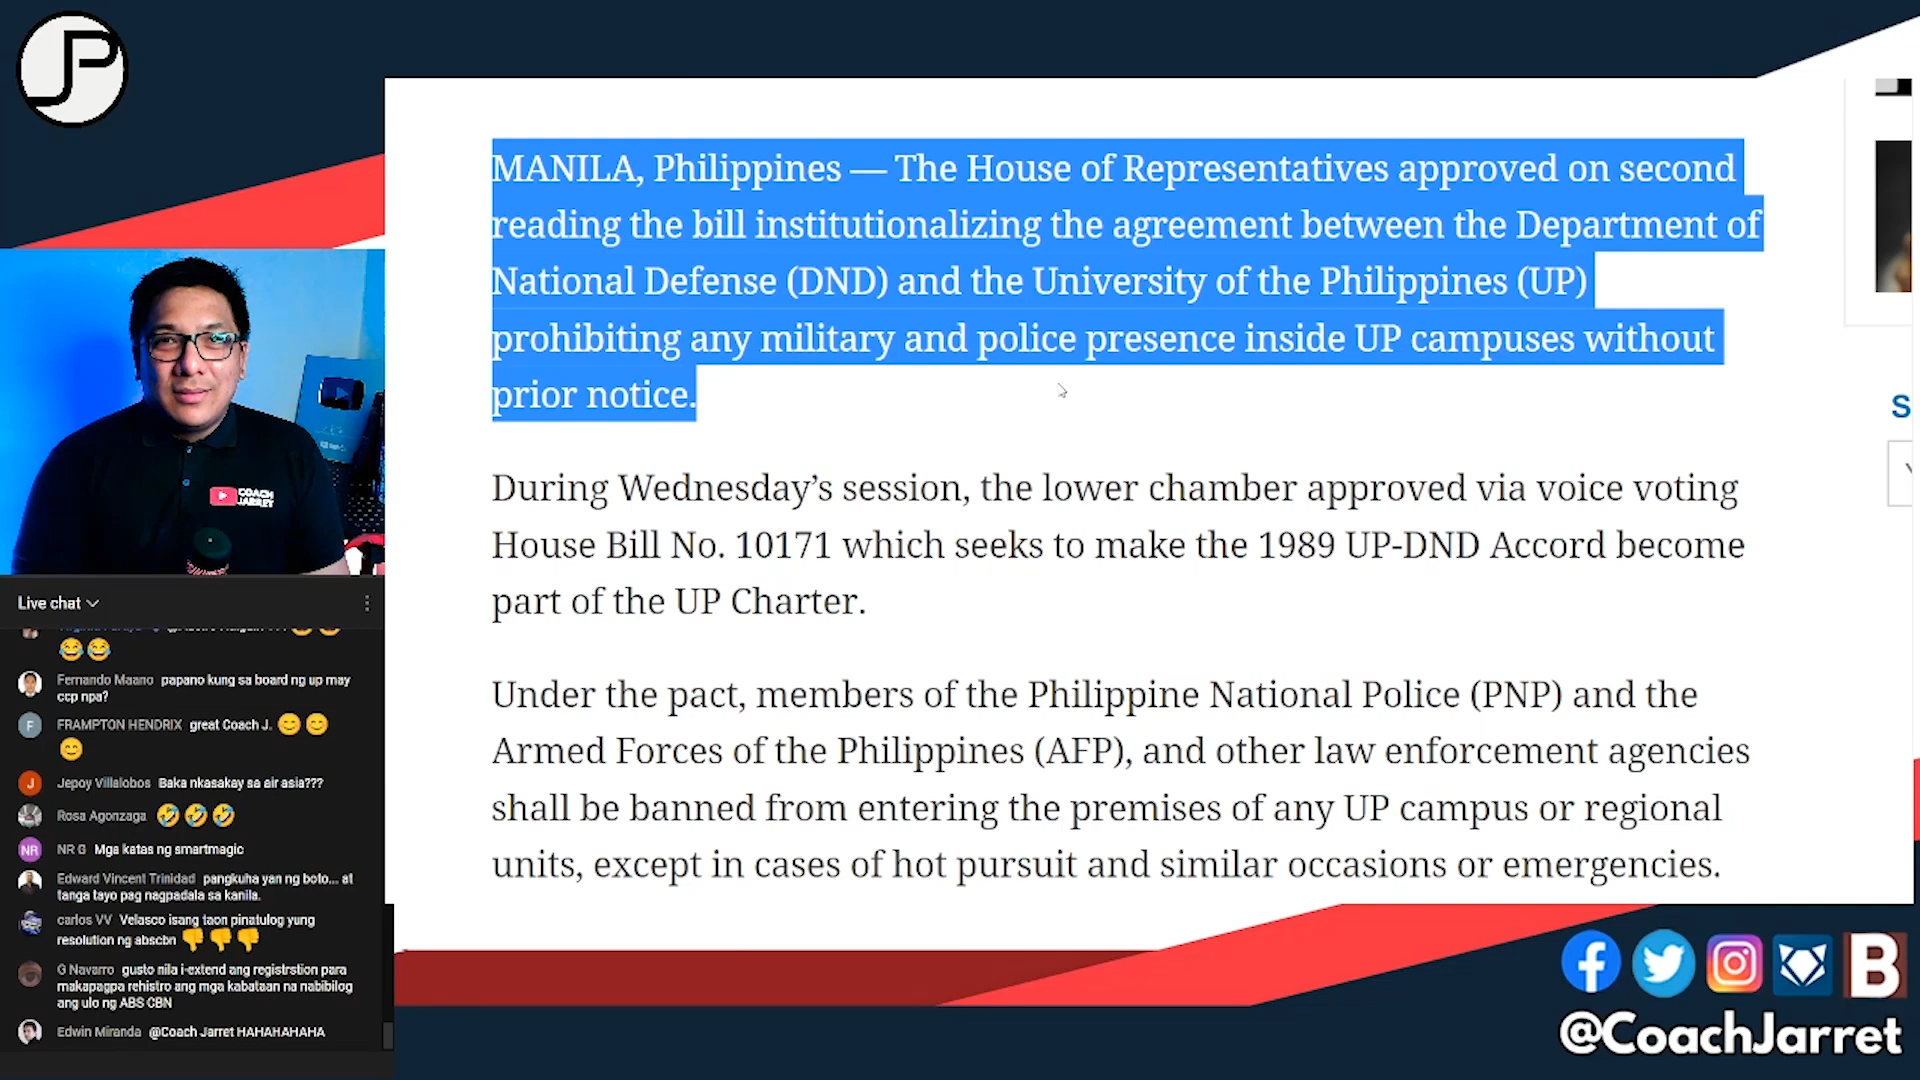 JP
MANILA, Philippines — The House of Representatives approved on second
reading the bill institutionalizing the agreement between the Department of
National Defense (DND) and the University of the Philippines (UP)
prohibiting any military and police presence inside UP campuses without
prior notice.
During Wednesday’s session, the lower chamber approved via voice voting
House Bill No. 10171 which seeks to make the 1989 UP-DND Accord become
part of the UP Charter.
Under the pact, members of the Philippine National Police (PNP) and the
Armed Forces of the Philippines (AFP), and other law enforcement agencies
shall be banned from entering the premises of any UP campus or regional
units, except in cases of hot pursuit and similar occasions or emergencies.
S
COACH
JARRET
Live chat
😂😂
Fernando Maano papano kung sa board ng up may
ccp npa?
F FRAMPTON HENDRIX great Coach J. 😊 😊
😊
J Jepoy Villalobos Baka nkasakay sa air asia???
Rosa Agonzaga 🤣🤣🤣
NR NR G Mga katas ng smartmagic
Edward Vincent Trinidad pangkuha yan ng boto... at
tanga tayo pag nagpadala sa kanila.
carlos VV Velasco isang taon pinatulog yung
resolution ng abscbn 👎👎👎
G Navarro gusto nila i-extend ang registrstion para
makapagpa rehistro ang mga kabataan na nabibilog
ang ulo ng ABS CBN
Edwin Miranda @Coach Jarret HAHAHAHAHA
B
@CoachJarret